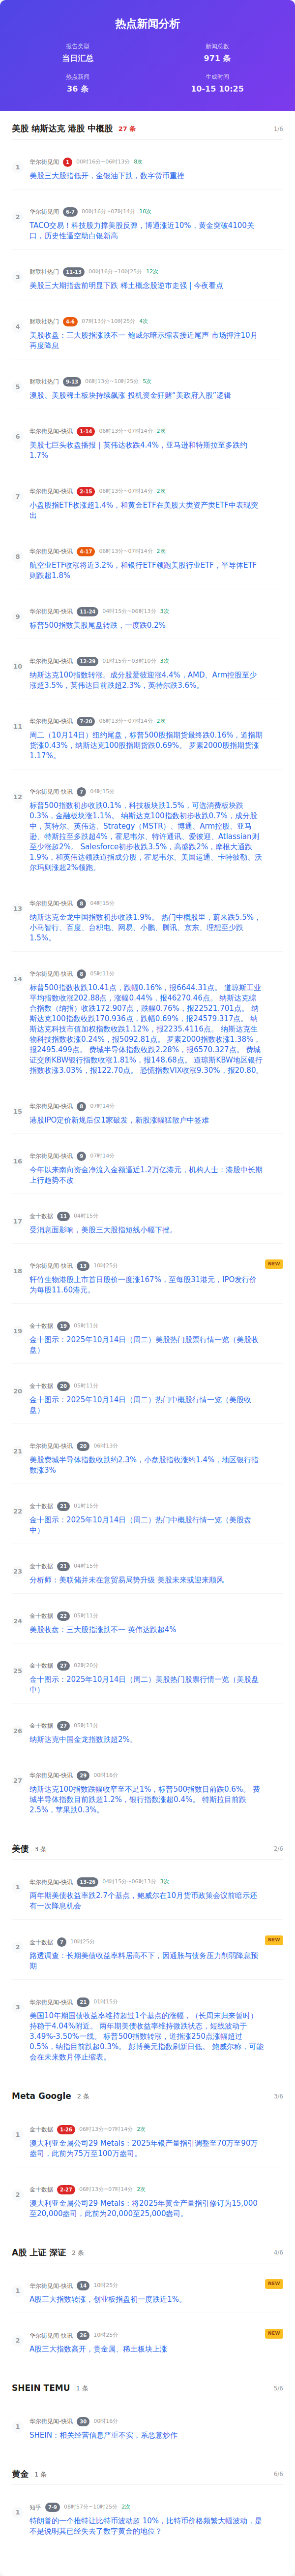 热点新闻分析
报告类型
新闻总数
当日汇总
971 条
热点新闻
生成时间
36 条
10-15 10:25
美股 纳斯达克 港股 中概股 27 条 1/6
1
华尔街见闻 1 00时16分~06时13分 8次
美股三大股指低开，金银油下跌，数字货币重挫
2
华尔街见闻 6-7 00时16分~07时14分 10次
TACO交易！科技股力撑美股反弹，博通涨近10%，黄金突破4100关
口，历史性逼空助白银新高
3
财联社热门 11-13 00时16分~10时25分 12次
美股三大期指盘前明显下跌 稀土概念股逆市走强 | 今夜看点
4
财联社热门 4-6 07时13分~10时25分 4次
美股收盘：三大股指涨跌不一 鲍威尔暗示缩表接近尾声 市场押注10月
再度降息
5
财联社热门 9-13 06时13分~10时25分 5次
澳股、美股稀土板块持续飙涨 投机资金狂赌“美政府入股”逻辑
6
华尔街见闻-快讯 1-14 06时13分~07时14分 2次
美股七巨头收盘播报｜英伟达收跌4.4%，亚马逊和特斯拉至多跌约
1.7%
7
华尔街见闻-快讯 2-15 06时13分~07时14分 2次
小盘股指ETF收涨超1.4%，和黄金ETF在美股大类资产类ETF中表现突
出
8
华尔街见闻-快讯 4-17 06时13分~07时14分 2次
航空业ETF收涨将近3.2%，和银行ETF领跑美股行业ETF，半导体ETF
则跌超1.8%
9
华尔街见闻-快讯 11-24 04时15分~06时13分 3次
标普500指数美股尾盘转跌，一度跌0.2%
10
华尔街见闻-快讯 12-29 01时15分~03时10分 3次
纳斯达克100指数转涨。成分股爱彼迎涨4.4%，AMD、Arm控股至少
涨超3.5%，英伟达目前跌超2.3%，英特尔跌3.6%。
11
华尔街见闻-快讯 7-20 06时13分~07时14分 2次
周二（10月14日）纽约尾盘，标普500股指期货最终跌0.16%，道指期
货涨0.43%，纳斯达克100股指期货跌0.69%。 罗素2000股指期货涨
1.17%。
12
华尔街见闻-快讯 7 04时15分
标普500指数初步收跌0.1%，科技板块跌1.5%，可选消费板块跌
0.3%，金融板块涨1.1%。 纳斯达克100指数初步收跌0.7%，成分股
中，英特尔、英伟达、Strategy（MSTR）、博通、Arm控股、亚马
逊、特斯拉至多跌4%，霍尼韦尔、特许通讯、爱彼迎、Atlassian则
至少涨超2%。 Salesforce初步收跌3.5%，高盛跌2%，摩根大通跌
1.9%，和英伟达领跌道指成分股，霍尼韦尔、美国运通、卡特彼勒、沃
尔玛则涨超2%领跑。
13
华尔街见闻-快讯 8 04时15分
纳斯达克金龙中国指数初步收跌1.9%。 热门中概股里，蔚来跌5.5%，
小马智行、百度、台积电、网易、小鹏、腾讯、京东、理想至少跌
1.5%。
14
华尔街见闻-快讯 8 05时11分
标普500指数收跌10.41点，跌幅0.16%，报6644.31点。 道琼斯工业
平均指数收涨202.88点，涨幅0.44%，报46270.46点。 纳斯达克综
合指数（纳指）收跌172.907点，跌幅0.76%，报22521.701点。 纳
斯达克100指数收跌170.936点，跌幅0.69%，报24579.317点。 纳
斯达克科技市值加权指数收跌1.12%，报2235.4116点。 纳斯达克生
物科技指数收涨0.24%，报5092.81点。 罗素2000指数收涨1.38%，
报2495.499点。 费城半导体指数收跌2.28%，报6570.327点。 费城
证交所KBW银行指数收涨1.81%，报148.68点。 道琼斯KBW地区银行
指数收涨3.03%，报122.70点。 恐慌指数VIX收涨9.30%，报20.80。
15
华尔街见闻-快讯 8 07时14分
港股IPO定价新规后仅1家破发，新股涨幅猛散户中签难
16
华尔街见闻-快讯 9 07时14分
今年以来南向资金净流入金额逼近1.2万亿港元，机构人士：港股中长期
上行趋势不改
17
金十数据 11 04时15分
受消息面影响，美股三大股指短线小幅下挫。
18
华尔街见闻-快讯 13 10时25分 NEW
轩竹生物港股上市首日股价一度涨167%，至每股31港元，IPO发行价
为每股11.60港元。
19
金十数据 19 05时11分
金十图示：2025年10月14日（周二）美股热门股票行情一览（美股收
盘）
20
金十数据 20 05时11分
金十图示：2025年10月14日（周二）热门中概股行情一览（美股收
盘）
21
华尔街见闻-快讯 20 06时13分
美股费城半导体指数收跌约2.3%，小盘股指收涨约1.4%，地区银行指
数涨3%
22
金十数据 21 01时15分
金十图示：2025年10月14日（周二）热门中概股行情一览（美股盘
中）
23
金十数据 21 04时15分
分析师：美联储并未在意贸易局势升级 美股未来或迎来顺风
24
金十数据 22 05时11分
美股收盘：三大股指涨跌不一 英伟达跌超4%
25
金十数据 27 02时20分
金十图示：2025年10月14日（周二）美股热门股票行情一览（美股盘
中）
26
金十数据 27 05时11分
纳斯达克中国金龙指数跌超2%。
27
华尔街见闻-快讯 29 00时16分
纳斯达克100指数跌幅收窄至不足1%，标普500指数目前跌0.6%。 费
城半导体指数目前跌超1.2%，银行指数涨超0.4%。 特斯拉目前跌
2.5%，苹果跌0.3%。
美债 3 条 2/6
1
华尔街见闻-快讯 13-26 04时15分~06时13分 3次
两年期美债收益率跌2.7个基点，鲍威尔在10月货币政策会议前暗示还
有一次降息机会
2
金十数据 7 10时25分 NEW
路透调查：长期美债收益率料居高不下，因通胀与债务压力削弱降息预
期
3
华尔街见闻-快讯 21 01时15分
美国10年期国债收益率维持超过1个基点的涨幅，（长周末归来暂时）
持稳于4.04%附近。 两年期美债收益率维持微跌状态，短线波动于
3.49%-3.50%一线。 标普500指数转涨，道指涨250点涨幅超过
0.5%，纳指目前跌超0.3%。 彭博美元指数刷新日低。 鲍威尔称，可能
会在未来数月停止缩表。
Meta Google 2 条 3/6
1
金十数据 1-26 06时13分~07时14分 2次
澳大利亚金属公司29 Metals：2025年银产量指引调整至70万至90万
盎司，此前为75万至100万盎司。
2
金十数据 2-27 06时13分~07时14分 2次
澳大利亚金属公司29 Metals：将2025年黄金产量指引修订为15,000
至20,000盎司，此前为20,000至25,000盎司。
A股 上证 深证 2 条 4/6
1
华尔街见闻-快讯 14 10时25分 NEW
A股三大指数转涨，创业板指盘初一度跌近1%。
2
华尔街见闻-快讯 26 10时25分 NEW
A股三大指数高开，贵金属、稀土板块上涨
SHEIN TEMU 1 条 5/6
1
华尔街见闻-快讯 30 00时16分
SHEIN：相关经营信息严重不实，系恶意炒作
黄金 1 条 6/6
1
知乎 7-9 08时57分~10时25分 2次
特朗普的一个推特让比特币波动超 10%，比特币价格频繁大幅波动，是
不是说明其已经失去了数字黄金的地位？